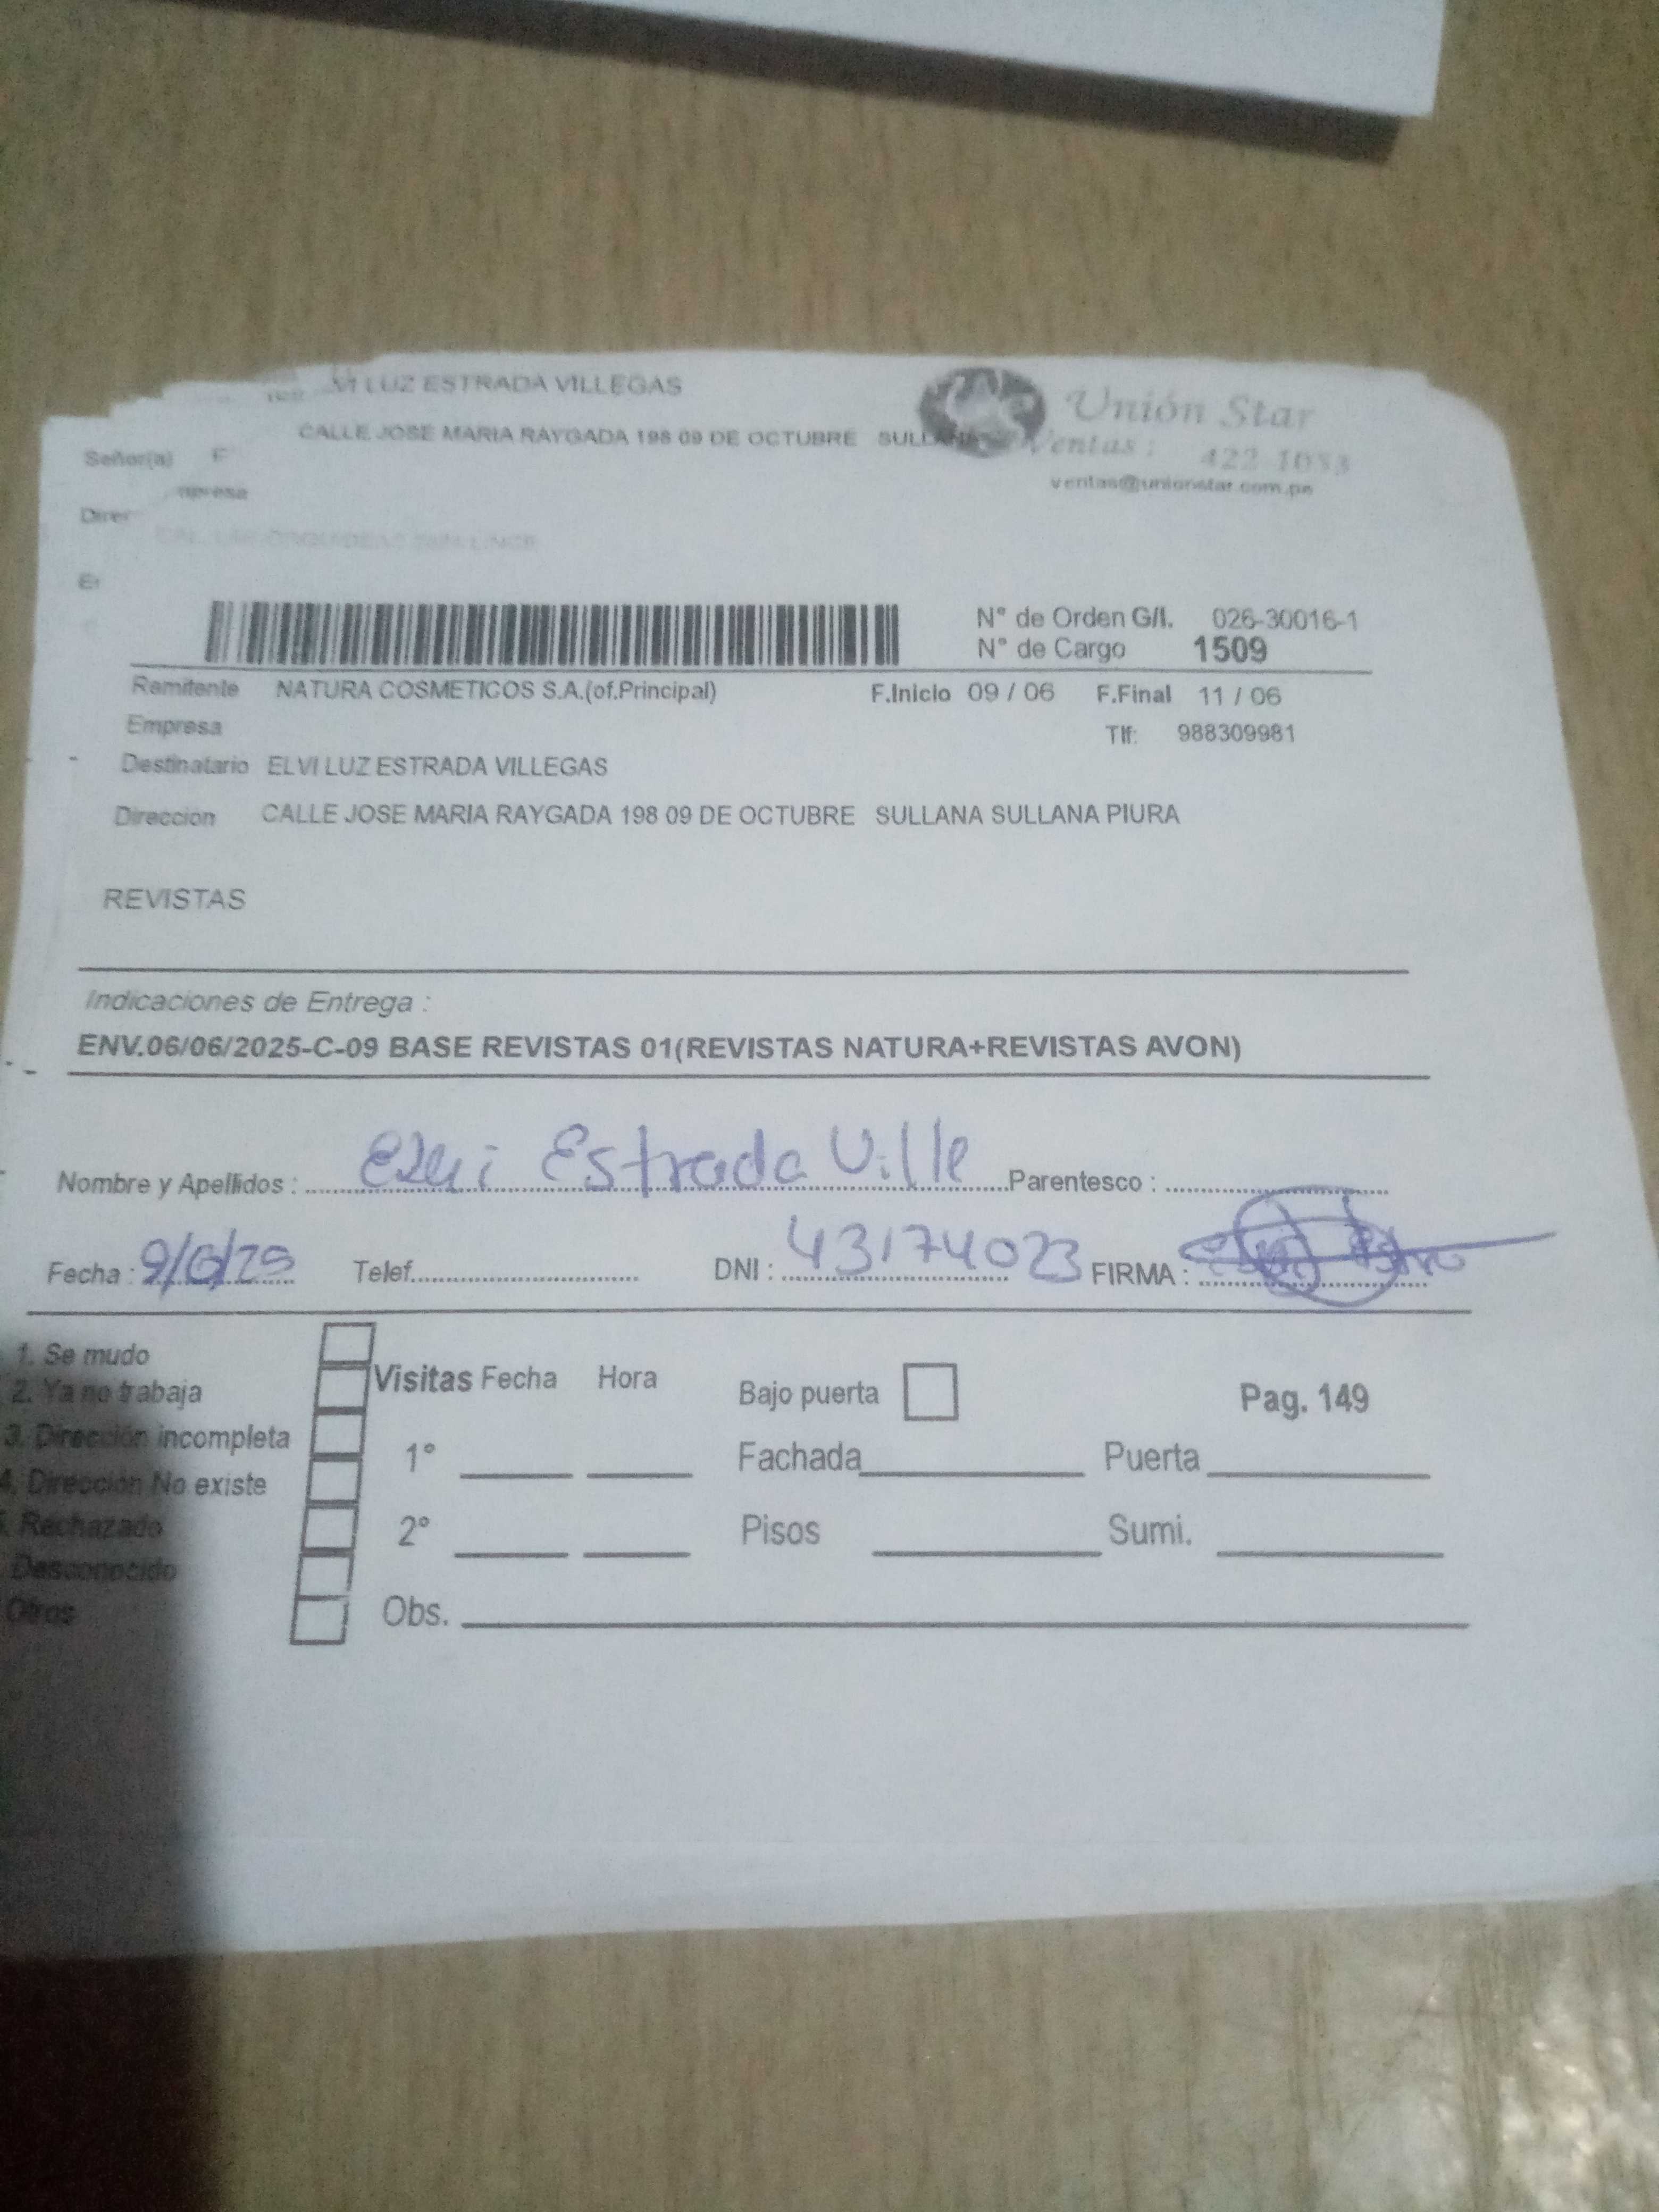 LUZ ESTRADA VILLEGAS
CALLE JOSE MARIA RAYGADA 198 09 DE OCTUBRE SULLANA
Unión Star
Ventas : 422-1053
ventas@unionstar.com.pe
Señor(a)
N° de Orden G/I. 026-30016-1
N° de Cargo 1509
Remitente NATURA COSMETICOS S.A.(of.Principal) F.Inicio 09 / 06 F.Final 11 / 06
Empresa Tlf: 988309981
Destinatario ELVI LUZ ESTRADA VILLEGAS
Dirección CALLE JOSE MARIA RAYGADA 198 09 DE OCTUBRE SULLANA SULLANA PIURA
REVISTAS
Indicaciones de Entrega :
ENV.06/06/2025-C-09 BASE REVISTAS 01(REVISTAS NATURA+REVISTAS AVON)
Nombre y Apellidos : Elvi Estrada Ville Parentesco :
Fecha : 9/6/25 Telef. DNI : 43174023 FIRMA :
1. Se mudo
2. Ya no trabaja
3. Dirección incompleta
4. Dirección No existe
Rechazado
Desconocido
Otros
Visitas Fecha Hora Bajo puerta Pag. 149
1° Fachada Puerta
2° Pisos Sumi.
Obs.